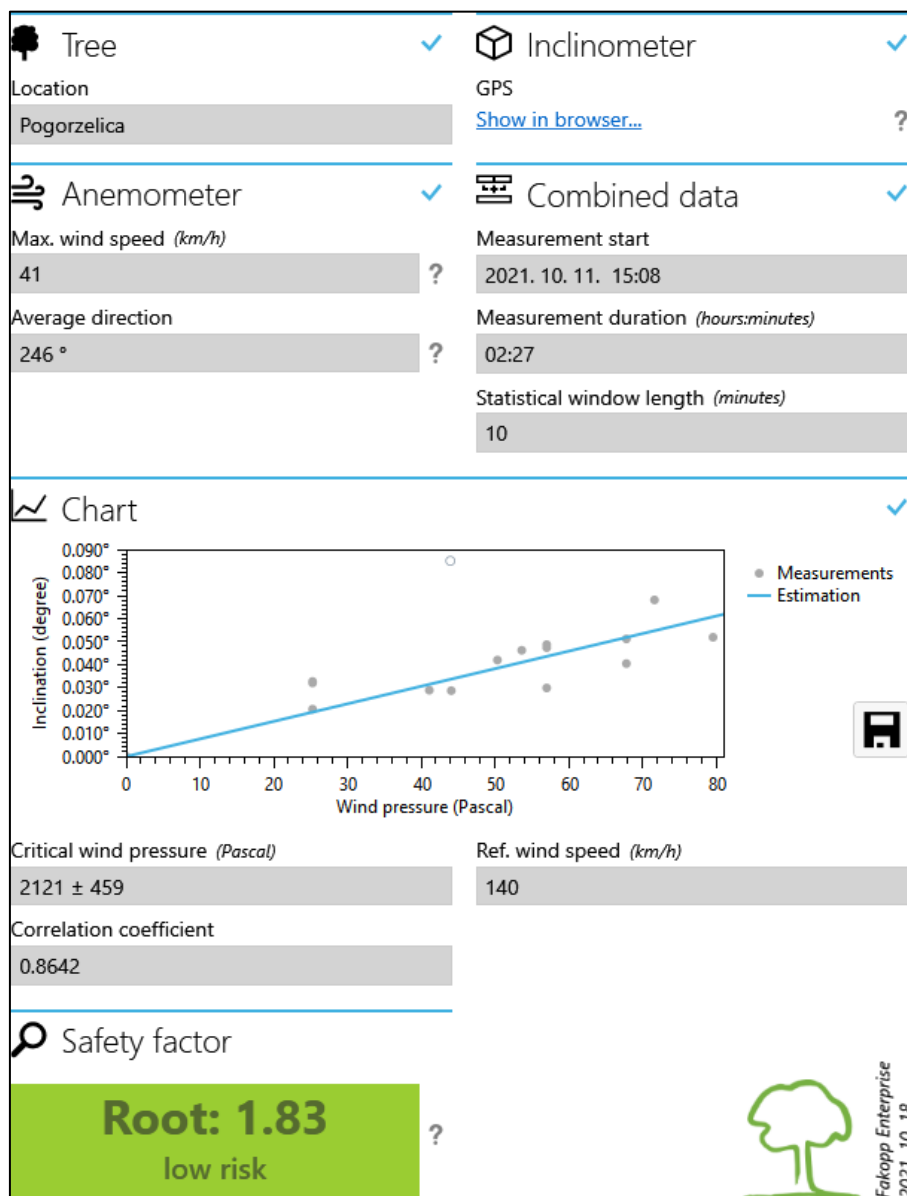 Tree
Location
Pogorzelica
Inclinometer
GPS
Show in browser...
?
Anemometer
Max. wind speed (km/h)
41
?
Average direction
246 °
?
Combined data
Measurement start
2021. 10. 11. 15:08
Measurement duration (hours:minutes)
02:27
Statistical window length (minutes)
10
Chart
Inclination (degree)
0.090°
0.080°
0.070°
0.060°
0.050°
0.040°
0.030°
0.020°
0.010°
0.000°
0 10 20 30 40 50 60 70 80
Wind pressure (Pascal)
Measurements
Estimation
Critical wind pressure (Pascal)
2121 ± 459
Ref. wind speed (km/h)
140
Correlation coefficient
0.8642
Safety factor
Root: 1.83
low risk
?
Fakopp Enterprise
2021. 10. 18